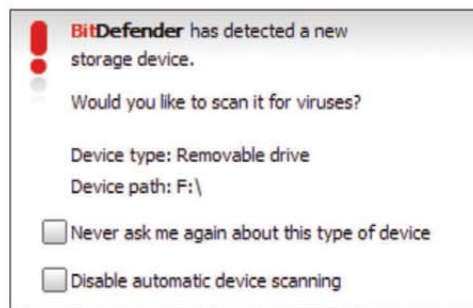 BitDefender has detected a new
storage device.
Would you like to scan it for viruses?
Device type: Removable drive
Device path: F:\
Never ask me again about this type of device
Disable automatic device scanning